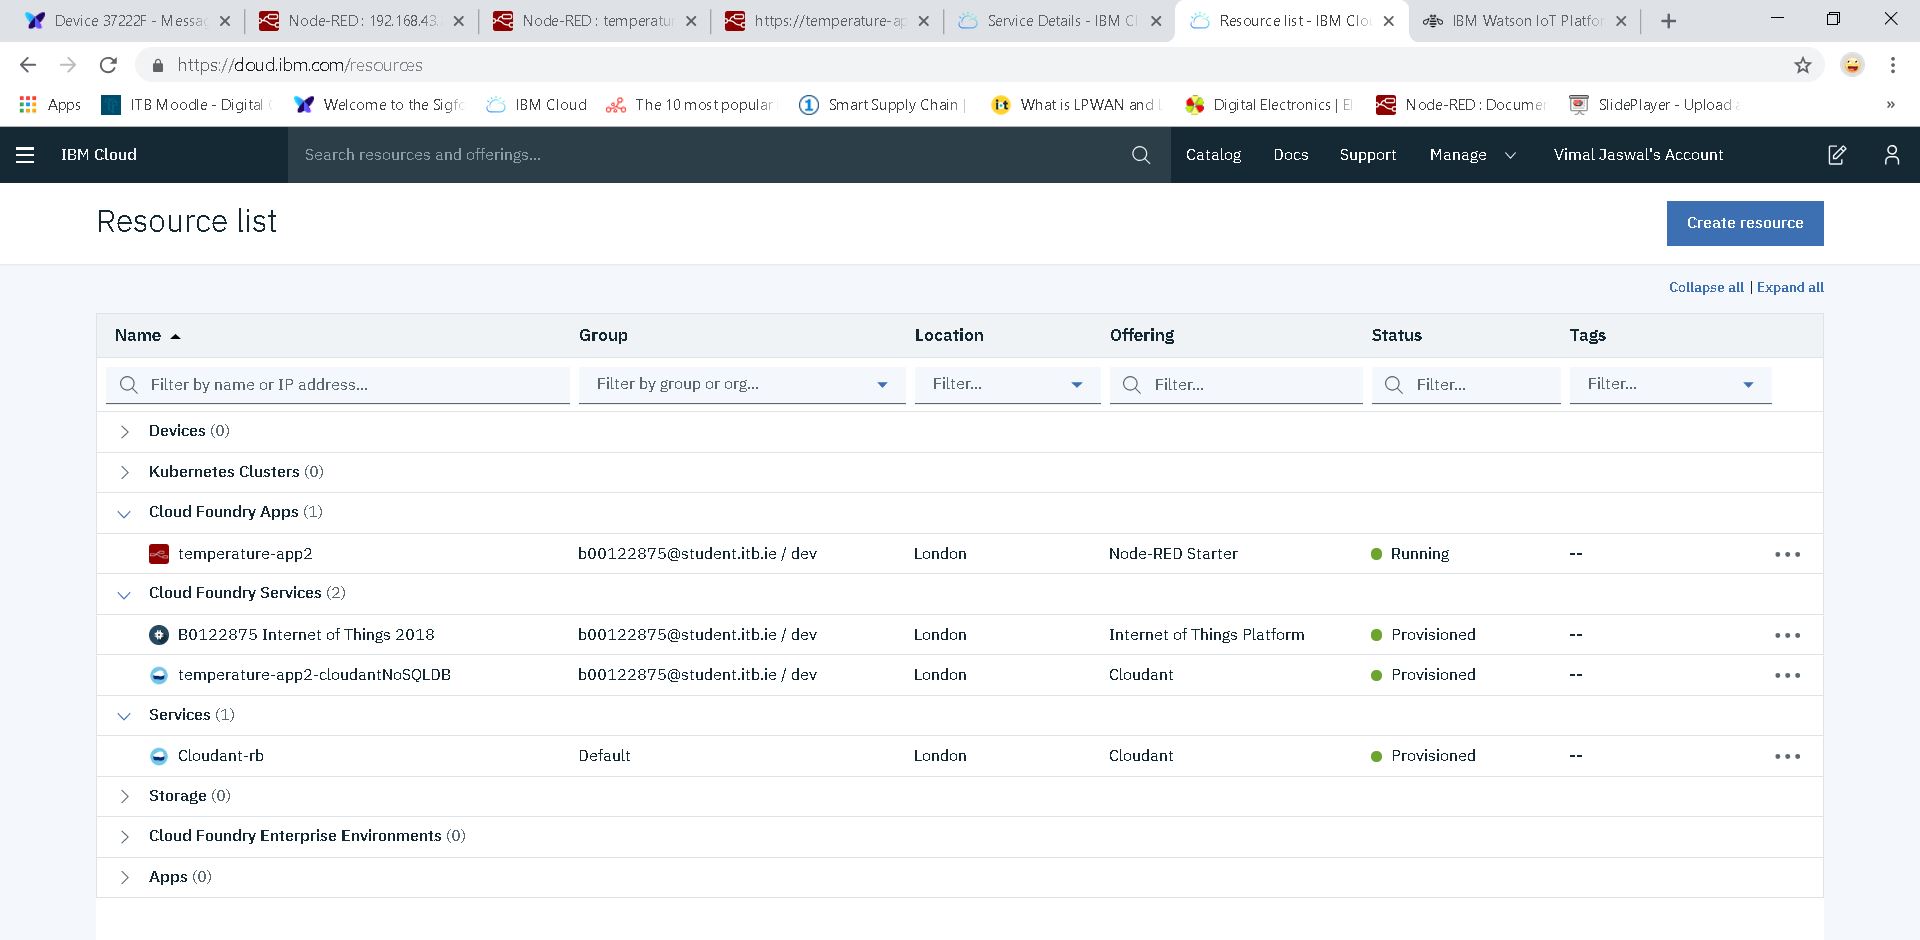 Device 37222F - Messag
Node-RED : 192.168.43.
Node-RED : temperatur
https://temperature-ap
Service Details - IBM Cl
Resource list - IBM Clou
IBM Watson IoT Platfor
https://cloud.ibm.com/resources
Apps
ITB Moodle - Digital
Welcome to the Sigfo
IBM Cloud
The 10 most popular
Smart Supply Chain |
What is LPWAN and L
Digital Electronics | El
Node-RED : Documen
SlidePlayer - Upload a
»
IBM Cloud
Search resources and offerings...
Catalog
Docs
Support
Manage
Vimal Jaswal's Account
Resource list
Create resource
Collapse all | Expand all
Name Group Location Offering Status Tags
Filter by name or IP address... Filter by group or org... Filter... Filter... Filter... Filter...
Devices (0)
Kubernetes Clusters (0)
Cloud Foundry Apps (1)
temperature-app2 b00122875@student.itb.ie / dev London Node-RED Starter Running --
Cloud Foundry Services (2)
B0122875 Internet of Things 2018 b00122875@student.itb.ie / dev London Internet of Things Platform Provisioned --
temperature-app2-cloudantNoSQLDB b00122875@student.itb.ie / dev London Cloudant Provisioned --
Services (1)
Cloudant-rb Default London Cloudant Provisioned --
Storage (0)
Cloud Foundry Enterprise Environments (0)
Apps (0)